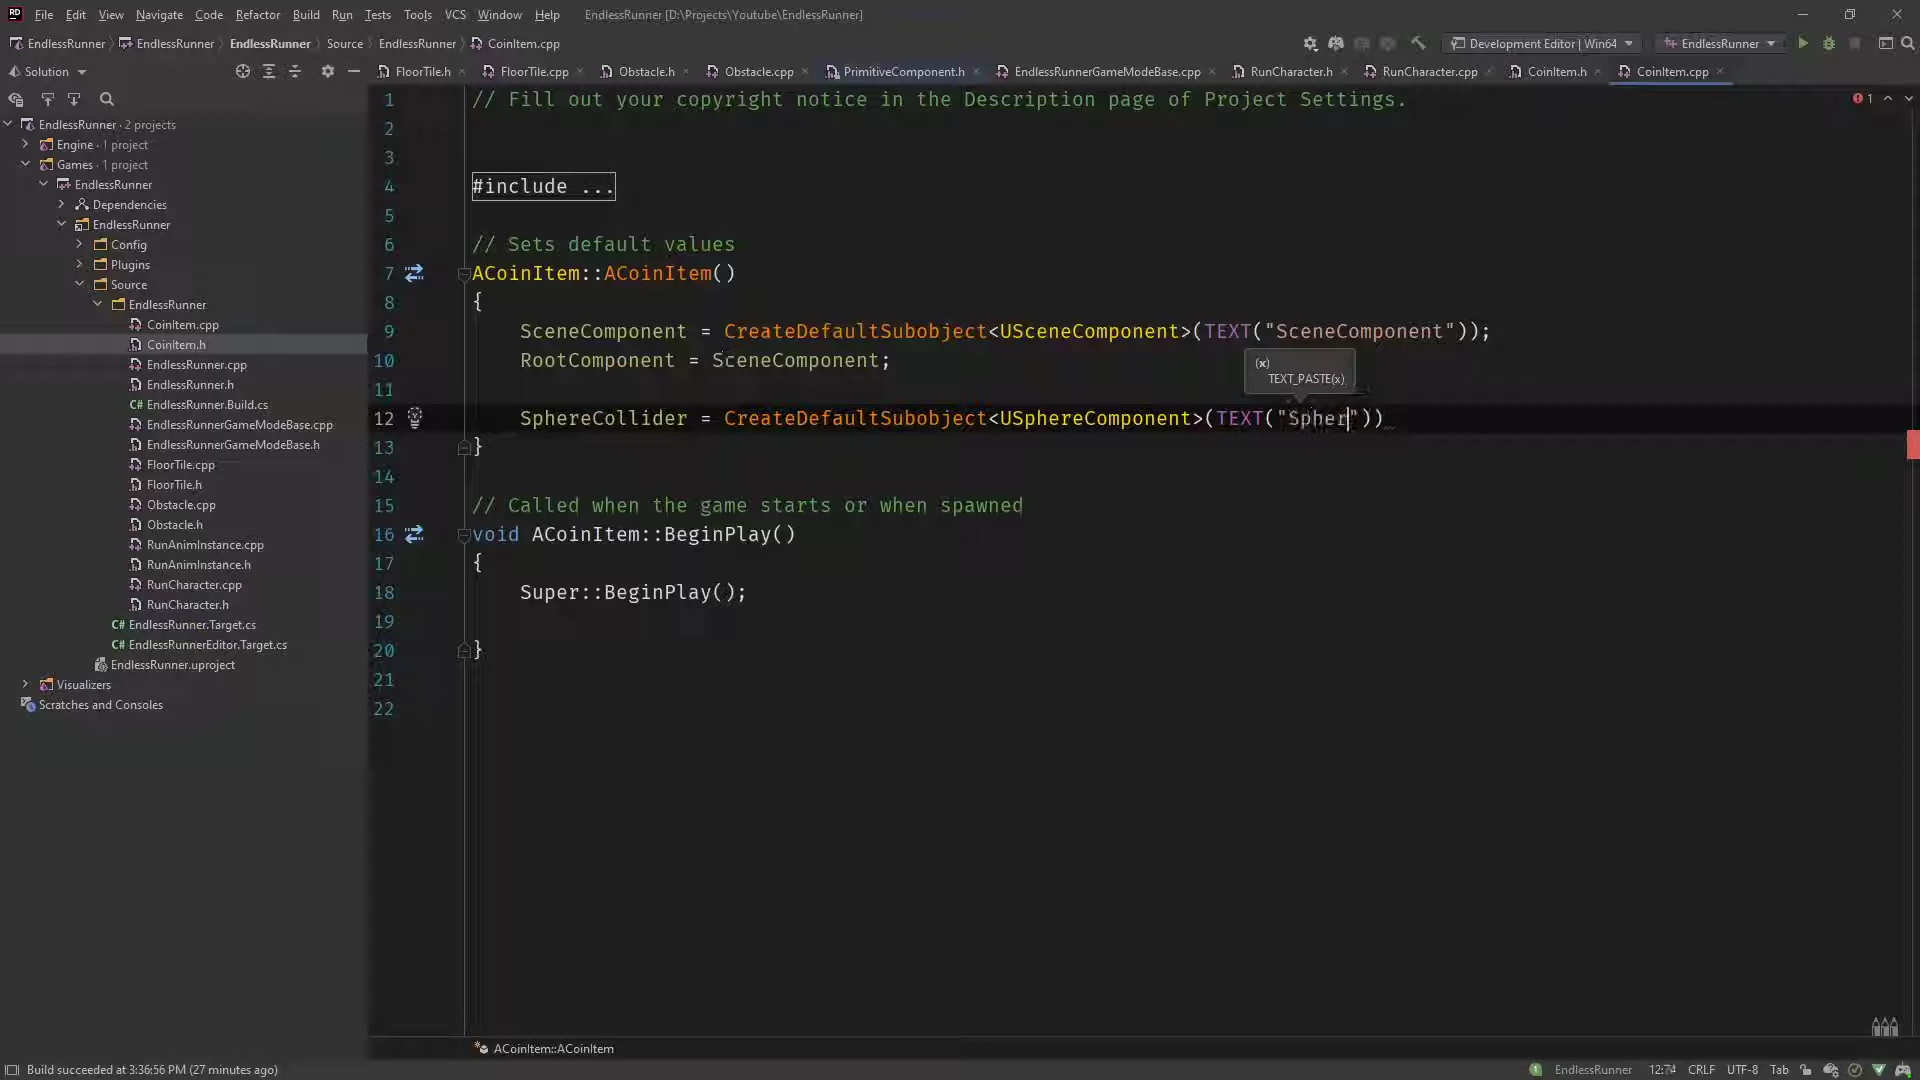 RD File Edit View Navigate Code Refactor Build Run Tests Tools VCS Window Help EndlessRunner [D:\Projects\Youtube\EndlessRunner]
EndlessRunner EndlessRunner EndlessRunner Source EndlessRunner CoinItem.cpp Development Editor | Win64 EndlessRunner
Solution FloorTile.h FloorTile.cpp Obstacle.h Obstacle.cpp PrimitiveComponent.h EndlessRunnerGameModeBase.cpp RunCharacter.h RunCharacter.cpp CoinItem.h CoinItem.cpp
EndlessRunner · 2 projects
Engine · 1 project
Games · 1 project
EndlessRunner
Dependencies
EndlessRunner
Config
Plugins
Source
EndlessRunner
CoinItem.cpp
CoinItem.h
EndlessRunner.cpp
EndlessRunner.h
C# EndlessRunner.Build.cs
EndlessRunnerGameModeBase.cpp
EndlessRunnerGameModeBase.h
FloorTile.cpp
FloorTile.h
Obstacle.cpp
Obstacle.h
RunAnimInstance.cpp
RunAnimInstance.h
RunCharacter.cpp
RunCharacter.h
C# EndlessRunner.Target.cs
C# EndlessRunnerEditor.Target.cs
EndlessRunner.uproject
Visualizers
Scratches and Consoles
1 // Fill out your copyright notice in the Description page of Project Settings. 1
2
3
4 #include ...
5
6 // Sets default values
7 ACoinItem::ACoinItem()
8 {
9 SceneComponent = CreateDefaultSubobject<USceneComponent>(TEXT("SceneComponent"));
10 RootComponent = SceneComponent;
(x)
TEXT_PASTE(x)
11
12 SphereCollider = CreateDefaultSubobject<USphereComponent>(TEXT("Spher"))
13 }
14
15 // Called when the game starts or when spawned
16 void ACoinItem::BeginPlay()
17 {
18 Super::BeginPlay();
19
20 }
21
22
ACoinItem::ACoinItem
Build succeeded at 3:36:56 PM (27 minutes ago) 1 EndlessRunner 12:74 CRLF UTF-8 Tab